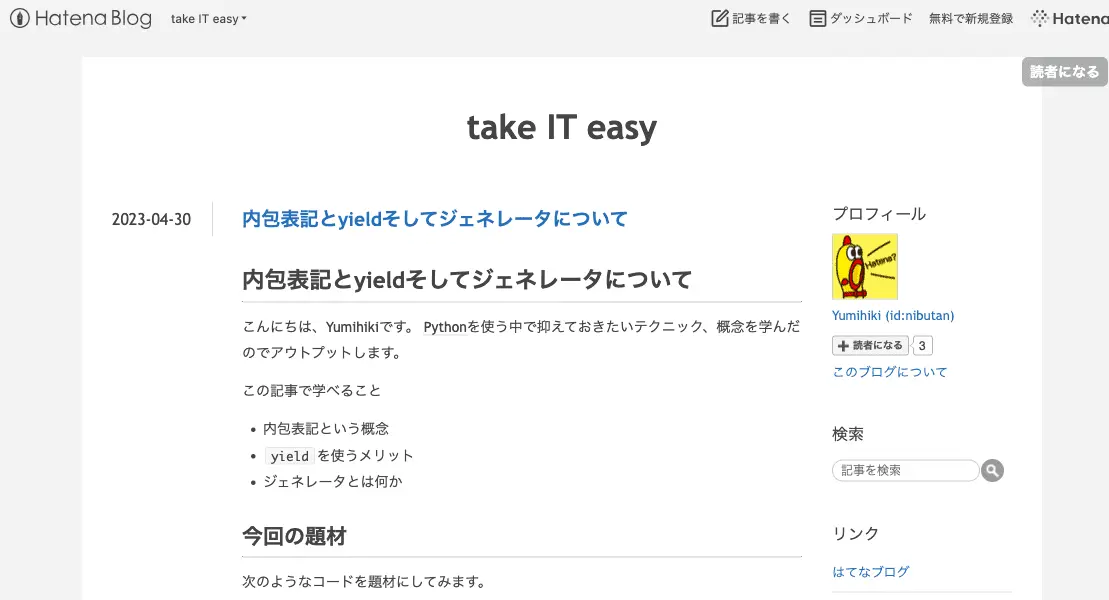 Hatena Blog
take IT easy
記事を書く
ダッシュボード
無料で新規登録
Hatena
読者になる
take IT easy
2023-04-30
内包表記とyieldそしてジェネレータについて
内包表記とyieldそしてジェネレータについて
こんにちは、Yumihikiです。 Pythonを使う中で抑えておきたいテクニック、概念を学んだ
のでアウトプットします。
この記事で学べること
• 内包表記という概念
• yield を使うメリット
• ジェネレータとは何か
今回の題材
次のようなコードを題材にしてみます。
プロフィール
Hatena?
Yumihiki (id:nibutan)
読者になる 3
このブログについて
検索
記事を検索
リンク
はてなブログ